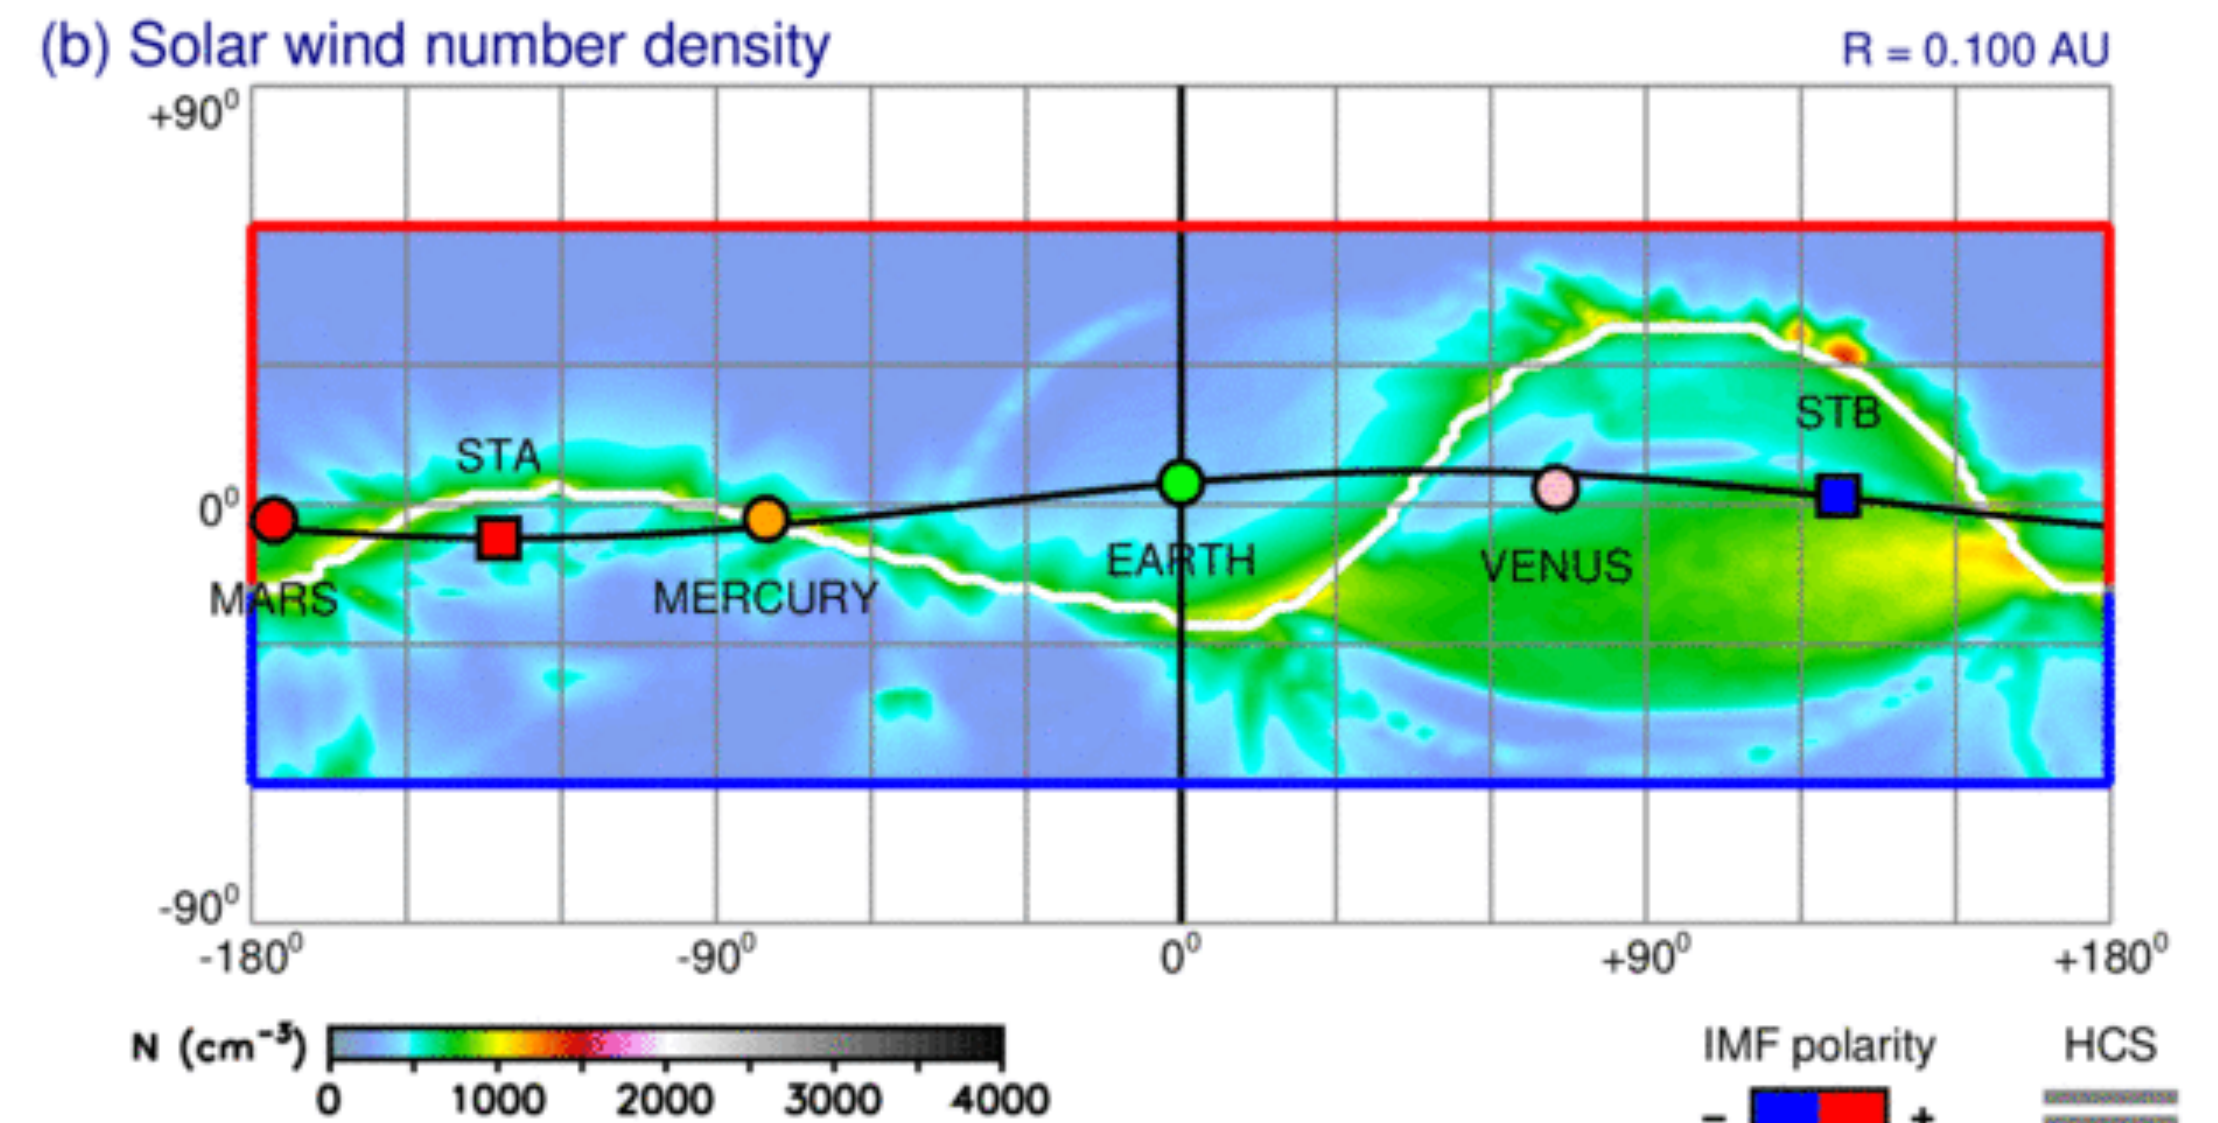 (b) Solar wind number density
R = 0.100 AU
+90⁰
STB
STA
0⁰
EARTH
VENUS
MARS
MERCURY
-90⁰
-180⁰ -90⁰ 0⁰ +90⁰ +180⁰
N (cm⁻³)
0 1000 2000 3000 4000
IMF polarity
HCS
- +